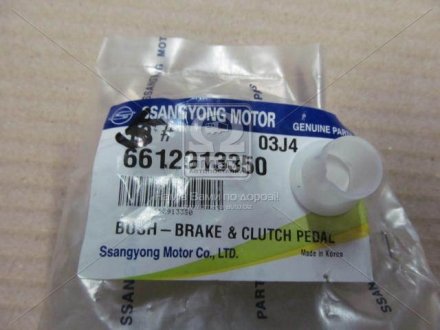 SSANGYONG MOTOR
GENUINE PARTS
03J4
6612913350
BUSH - BRAKE & CLUTCH PEDAL
Ssangyong Motor Co., LTD.
Made in Korea